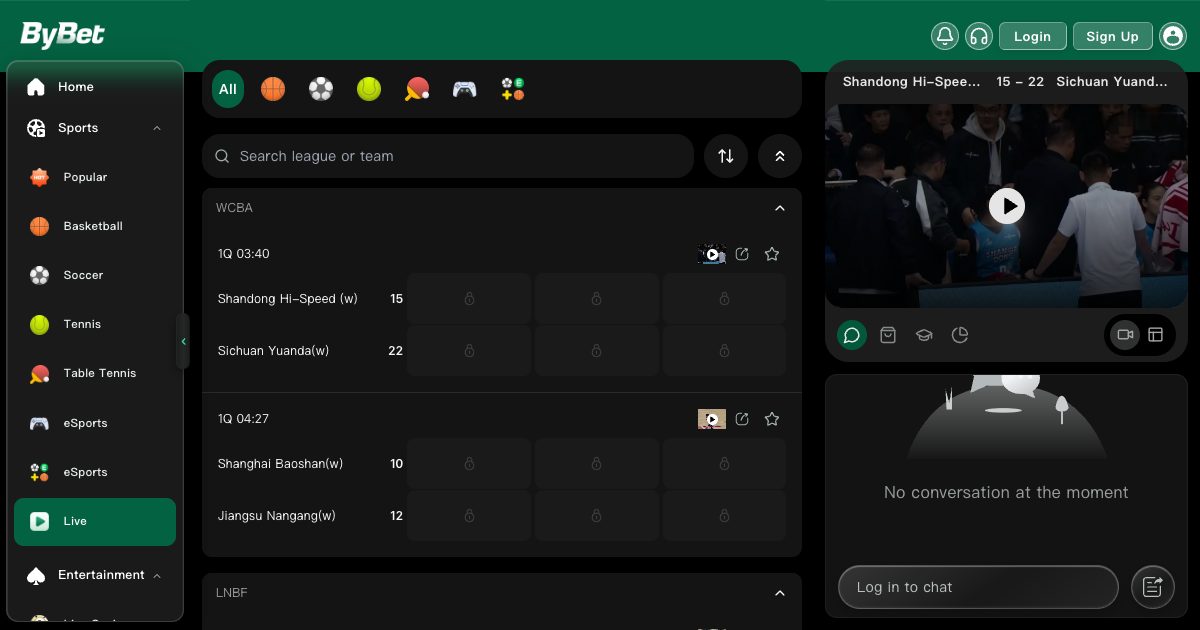 ByBet
Login
Sign Up
Home
Sports
HOT
Popular
Basketball
Soccer
Tennis
Table Tennis
eSports
eSports
Live
Entertainment
All
Search league or team
WCBA
1Q 03:40
Shandong Hi-Speed (w) 15
Sichuan Yuanda(w) 22
1Q 04:27
Shanghai Baoshan(w) 10
Jiangsu Nangang(w) 12
LNBF
Shandong Hi-Spee... 15 - 22 Sichuan Yuand...
No conversation at the moment
Log in to chat